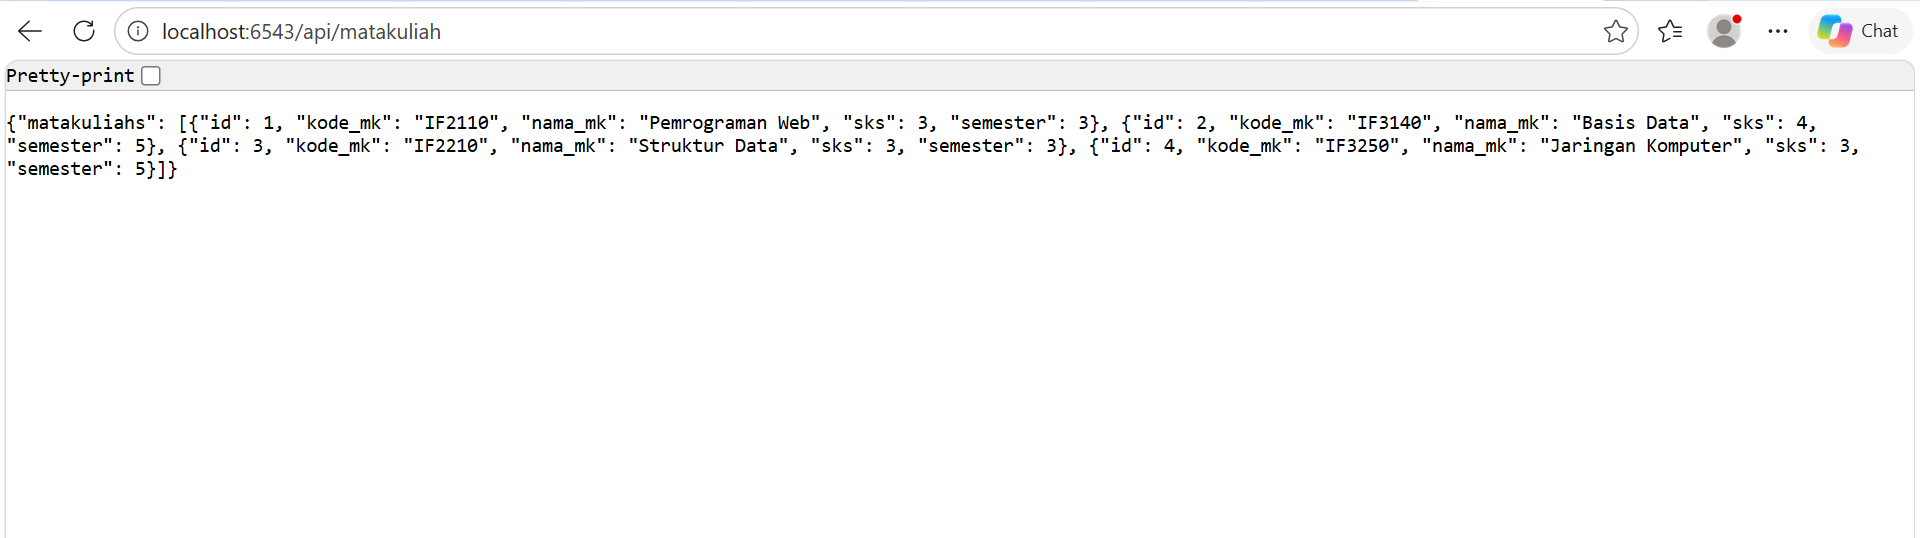 localhost:6543/api/matakuliah
Chat
Pretty-print
{"matakuliahs": [{"id": 1, "kode_mk": "IF2110", "nama_mk": "Pemrograman Web", "sks": 3, "semester": 3}, {"id": 2, "kode_mk": "IF3140", "nama_mk": "Basis Data", "sks": 4,
"semester": 5}, {"id": 3, "kode_mk": "IF2210", "nama_mk": "Struktur Data", "sks": 3, "semester": 3}, {"id": 4, "kode_mk": "IF3250", "nama_mk": "Jaringan Komputer", "sks": 3,
"semester": 5}]}